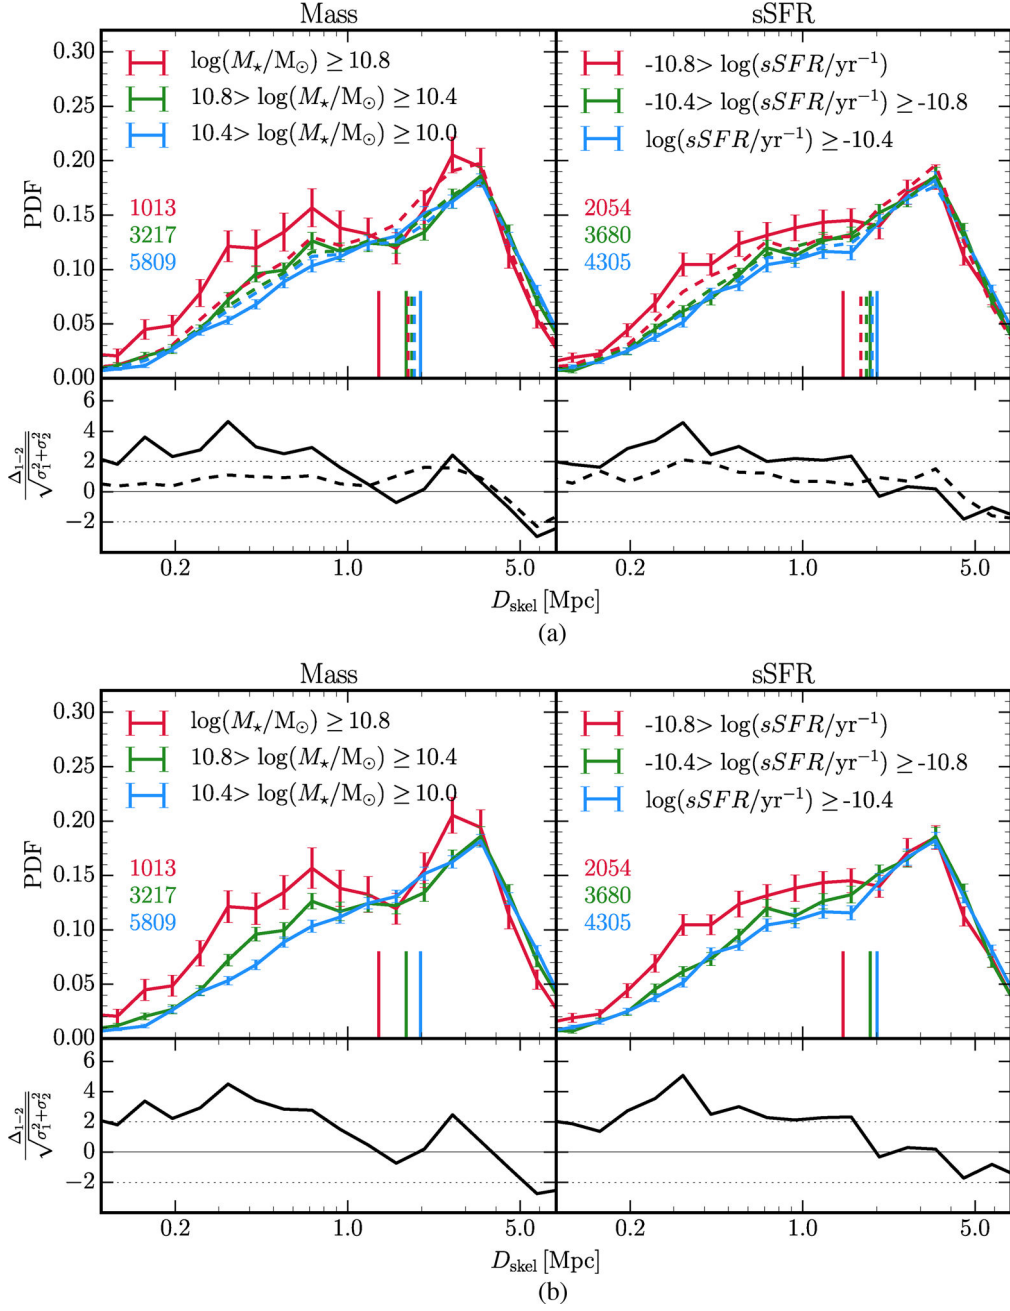 Mass
sSFR
0.30
0.25
0.20
0.15
0.10
0.05
0.00
PDF
log(M⋆/M⊙) ≥ 10.8
10.8> log(M⋆/M⊙) ≥ 10.4
10.4> log(M⋆/M⊙) ≥ 10.0
1013
3217
5809
-10.8> log(sSFR/yr⁻¹)
-10.4> log(sSFR/yr⁻¹) ≥ -10.8
log(sSFR/yr⁻¹) ≥ -10.4
2054
3680
4305
6
4
2
0
−2
Δ₁₋₂/√(σ₁²+σ₂²)
0.2 1.0 5.0
0.2 1.0 5.0
D_skel [Mpc]
(a)
Mass
sSFR
0.30
0.25
0.20
0.15
0.10
0.05
0.00
PDF
log(M⋆/M⊙) ≥ 10.8
10.8> log(M⋆/M⊙) ≥ 10.4
10.4> log(M⋆/M⊙) ≥ 10.0
1013
3217
5809
-10.8> log(sSFR/yr⁻¹)
-10.4> log(sSFR/yr⁻¹) ≥ -10.8
log(sSFR/yr⁻¹) ≥ -10.4
2054
3680
4305
6
4
2
0
−2
Δ₁₋₂/√(σ₁²+σ₂²)
0.2 1.0 5.0
0.2 1.0 5.0
D_skel [Mpc]
(b)